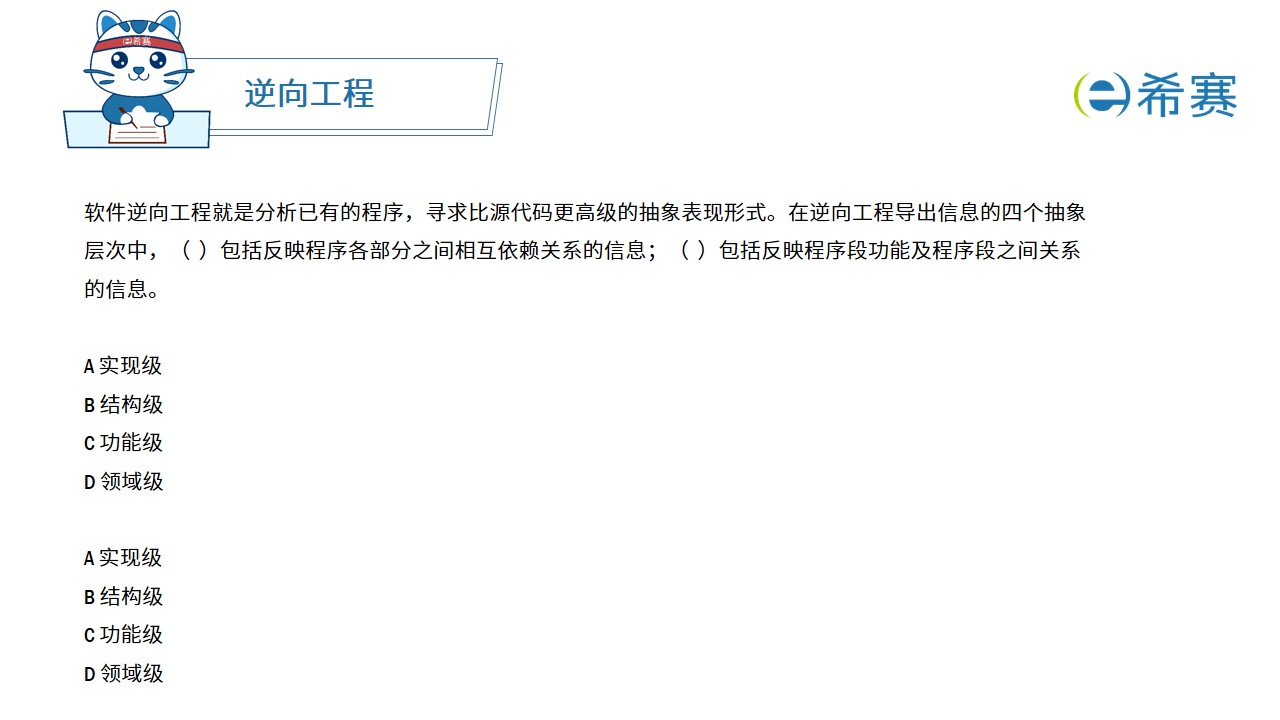 希赛
逆向工程
希赛
软件逆向工程就是分析已有的程序，寻求比源代码更高级的抽象表现形式。在逆向工程导出信息的四个抽象
层次中，（ ）包括反映程序各部分之间相互依赖关系的信息；（ ）包括反映程序段功能及程序段之间关系
的信息。
A 实现级
B 结构级
C 功能级
D 领域级
A 实现级
B 结构级
C 功能级
D 领域级